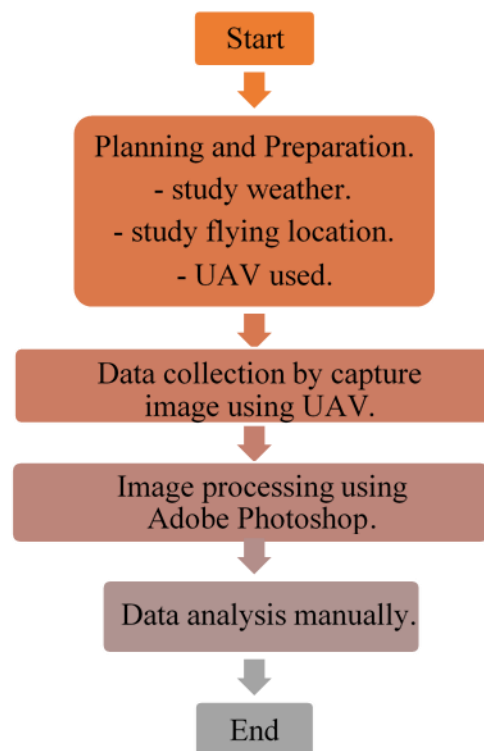 Start
Planning and Preparation.
- study weather.
- study flying location.
- UAV used.
Data collection by capture
image using UAV.
Image processing using
Adobe Photoshop.
Data analysis manually.
End